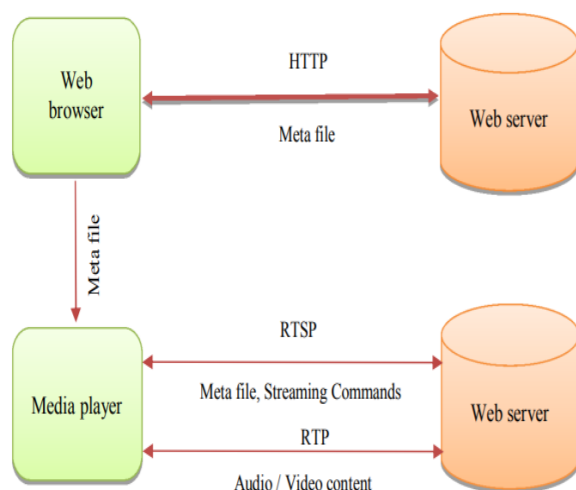 HTTP
Web
browser
Web server
Meta file
Meta file
RTSP
Media player
Meta file, Streaming Commands
Web server
RTP
Audio / Video content